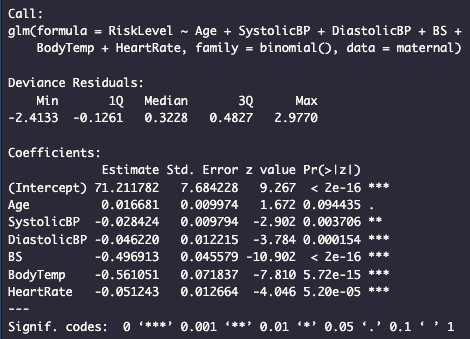 Call:
glm(formula = RiskLevel ~ Age + SystolicBP + DiastolicBP + BS +
    BodyTemp + HeartRate, family = binomial(), data = maternal)
Deviance Residuals:
    Min      1Q  Median      3Q     Max
-2.4133 -0.1261  0.3228  0.4827  2.9770
Coefficients:
             Estimate Std. Error z value Pr(>|z|)
(Intercept) 71.211782   7.684228   9.267  < 2e-16 ***
Age          0.016681   0.009974   1.672 0.094435 .
SystolicBP  -0.028424   0.009794  -2.902 0.003706 **
DiastolicBP -0.046220   0.012215  -3.784 0.000154 ***
BS          -0.496913   0.045579 -10.902  < 2e-16 ***
BodyTemp    -0.561051   0.071837  -7.810 5.72e-15 ***
HeartRate   -0.051243   0.012664  -4.046 5.20e-05 ***
---
Signif. codes:  0 ‘***’ 0.001 ‘**’ 0.01 ‘*’ 0.05 ‘.’ 0.1 ‘ ’ 1